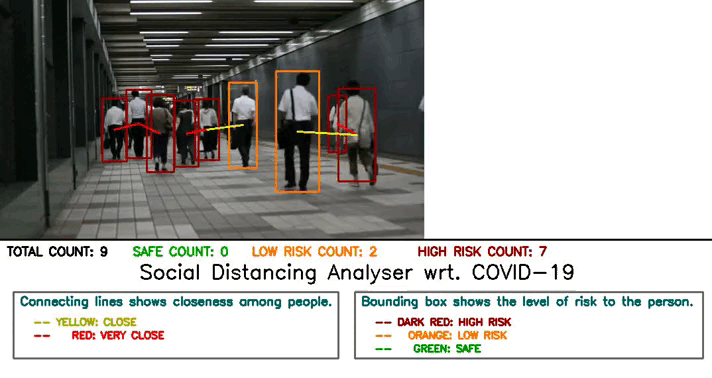 TOTAL COUNT: 9 SAFE COUNT: 0 LOW RISK COUNT: 2 HIGH RISK COUNT: 7
Social Distancing Analyser wrt. COVID-19
Connecting lines shows closeness among people.
-- YELLOW: CLOSE
-- RED: VERY CLOSE
Bounding box shows the level of risk to the person.
-- DARK RED: HIGH RISK
-- ORANGE: LOW RISK
-- GREEN: SAFE